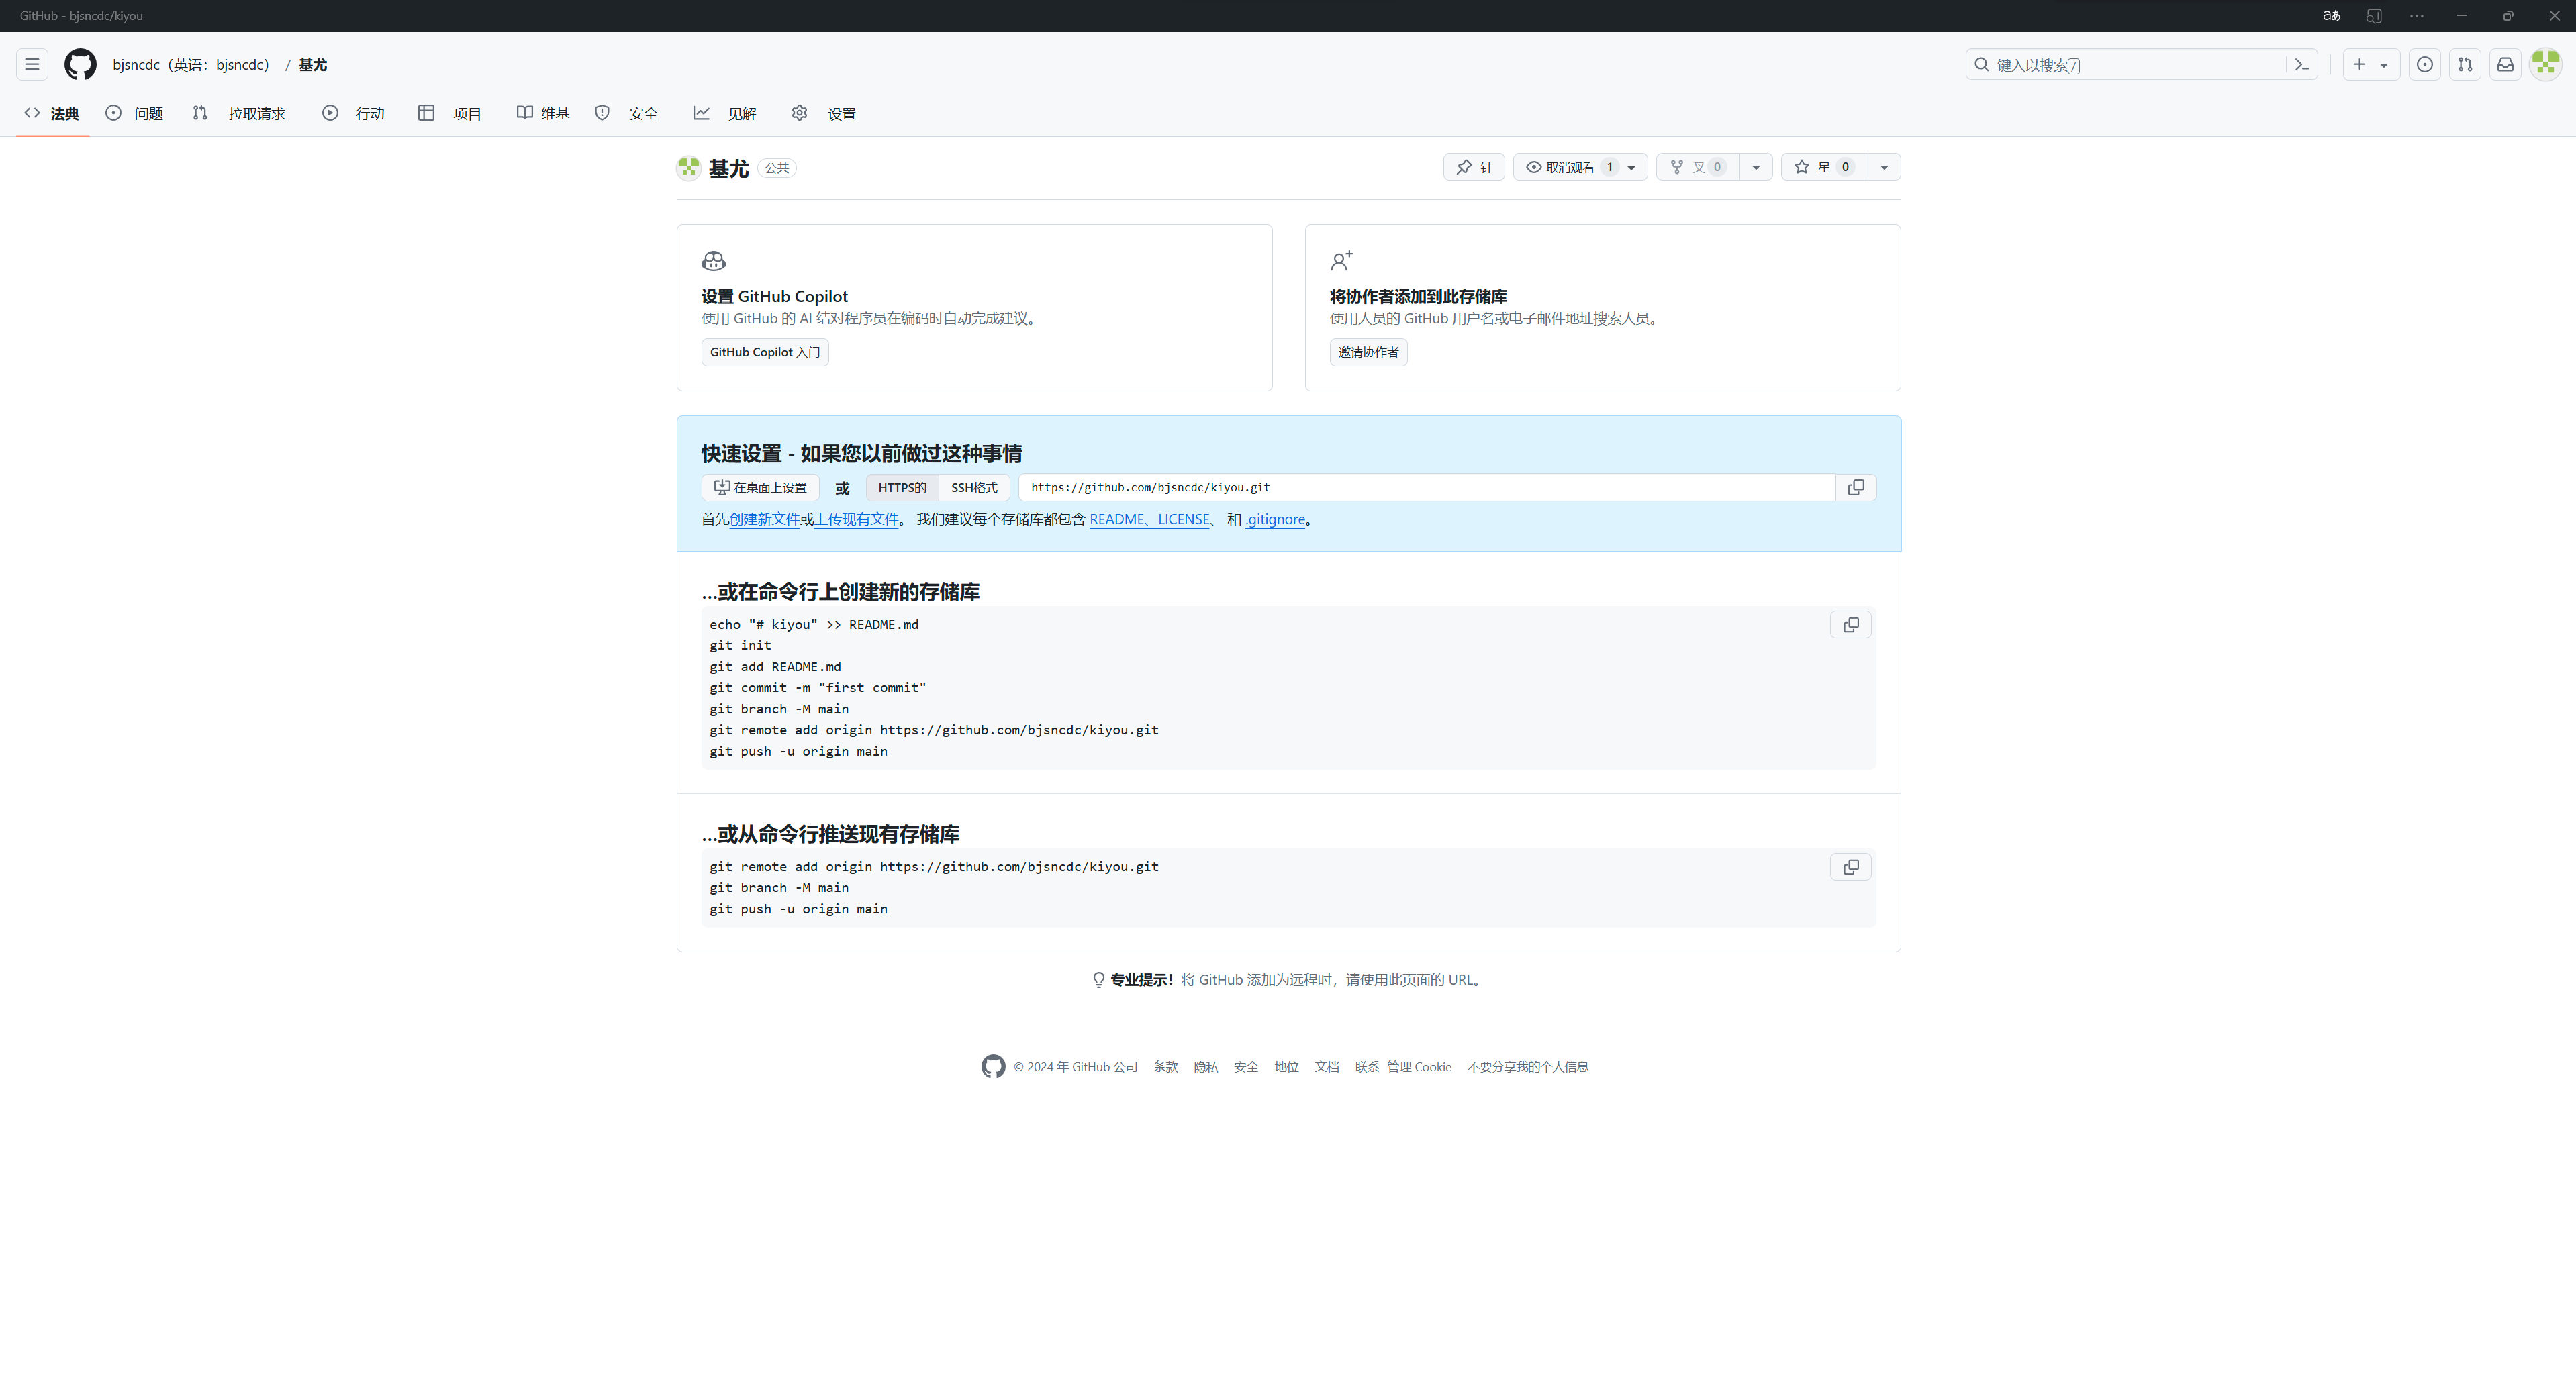 GitHub - bjsncdc/kiyou
aあ
bjsncdc（英语：bjsncdc） / 基尤
键入以搜索/
法典 问题 拉取请求 行动 项目 维基 安全 见解 设置
基尤 公共
针 取消观看 1 叉 0 星 0
设置 GitHub Copilot
使用 GitHub 的 AI 结对程序员在编码时自动完成建议。
GitHub Copilot 入门
将协作者添加到此存储库
使用人员的 GitHub 用户名或电子邮件地址搜索人员。
邀请协作者
快速设置 - 如果您以前做过这种事情
在桌面上设置 或 HTTPS的 SSH格式 https://github.com/bjsncdc/kiyou.git
首先创建新文件或上传现有文件。 我们建议每个存储库都包含 README、LICENSE、 和 .gitignore。
…或在命令行上创建新的存储库
echo "# kiyou" >> README.md
git init
git add README.md
git commit -m "first commit"
git branch -M main
git remote add origin https://github.com/bjsncdc/kiyou.git
git push -u origin main
…或从命令行推送现有存储库
git remote add origin https://github.com/bjsncdc/kiyou.git
git branch -M main
git push -u origin main
专业提示！将 GitHub 添加为远程时，请使用此页面的 URL。
© 2024 年 GitHub 公司 条款 隐私 安全 地位 文档 联系 管理 Cookie 不要分享我的个人信息